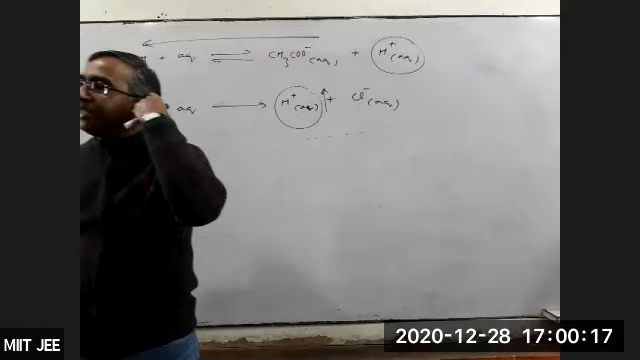 H + aq ⇌ CH₃COO⁻(aq) + H⁺(aq)
aq → H⁺(aq) ↑ + Cl⁻(aq)
MIIT JEE
2020-12-28 17:00:17